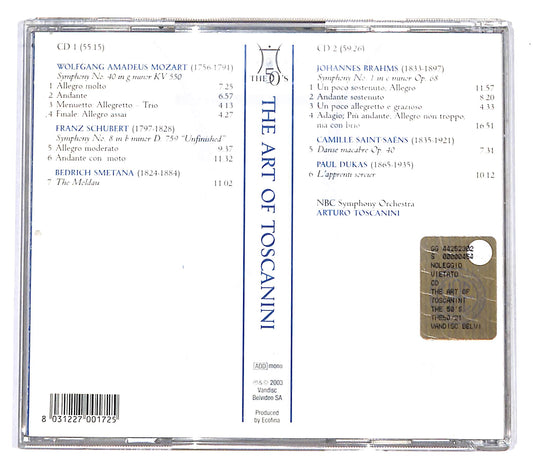 CD 1 (55:15)
WOLFGANG AMADEUS MOZART (1756-1791)
Symphony No. 40 in g minor KV 550
1 Allegro molto 7:25
2 Andante 6:57
3 Menuetto. Allegretto - Trio 4:13
4 Finale. Allegro assai 4:27
FRANZ SCHUBERT (1797-1828)
Symphony No. 8 in b minor D. 759 "Unfinished"
5 Allegro moderato 9:37
6 Andante con moto 11:32
BEDRICH SMETANA (1824-1884)
7 The Moldau 11:02
THE 50'S
THE ART OF TOSCANINI
ADD mono
℗ © 2003
Vandisc
Belveden SA
Produced
by Ecofina
CD 2 (59:26)
JOHANNES BRAHMS (1833-1897)
Symphony No. 1 in c minor Op. 68
1 Un poco sostenuto. Allegro 11:57
2 Andante sostenuto 8:20
3 Un poco allegretto e grazioso 4:33
4 Adagio; Più andante; Allegro non troppo,
ma con brio 16:51
CAMILLE SAINT-SAËNS (1835-1921)
5 Danse macabre Op. 40 7:31
PAUL DUKAS (1865-1935)
6 L'apprenti sorcier 10:12
NBC Symphony Orchestra
ARTURO TOSCANINI
GG 44252302
S 00000454
NOLEGGIO
VIETATO
CD
THE ART OF
TOSCANINI
THE 50'S
THE50/21
VANDISC BELVI
8 031227 001725